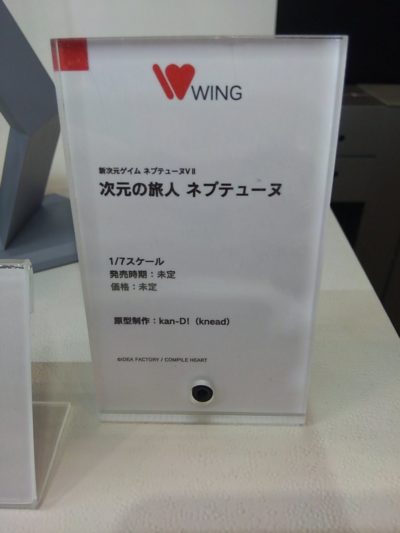 WING
新次元ゲイム ネプテューヌVⅡ
次元の旅人 ネプテューヌ
1/7スケール
発売時期：未定
価格：未定
原型制作：kan-D!（knead）
©IDEA FACTORY / COMPILE HEART